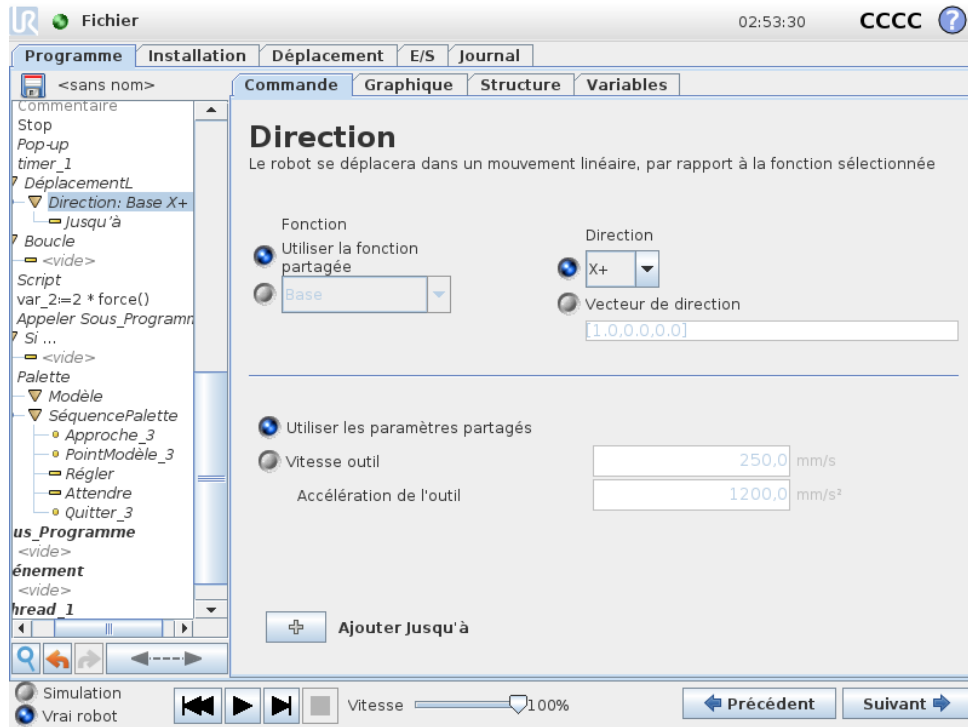 UR Fichier 02:53:30 CCCC ?
Programme Installation Déplacement E/S Journal
<sans nom>
Commande Graphique Structure Variables
Commentaire
Stop
Pop-up
timer_1
DéplacementL
Direction: Base X+
Jusqu'à
Boucle
<vide>
Script
var_2:=2 * force()
Appeler Sous_Programm
Si ...
<vide>
Palette
Modèle
SéquencePalette
Approche_3
PointModèle_3
Régler
Attendre
Quitter_3
us_Programme
<vide>
énement
<vide>
hread_1
Direction
Le robot se déplacera dans un mouvement linéaire, par rapport à la fonction sélectionnée
Fonction
Utiliser la fonction
partagée
Base
Direction
X+
Vecteur de direction
[1.0,0.0,0.0]
Utiliser les paramètres partagés
Vitesse outil 250,0 mm/s
Accélération de l'outil 1200,0 mm/s²
Ajouter Jusqu'à
Simulation
Vrai robot
Vitesse 100%
Précédent Suivant